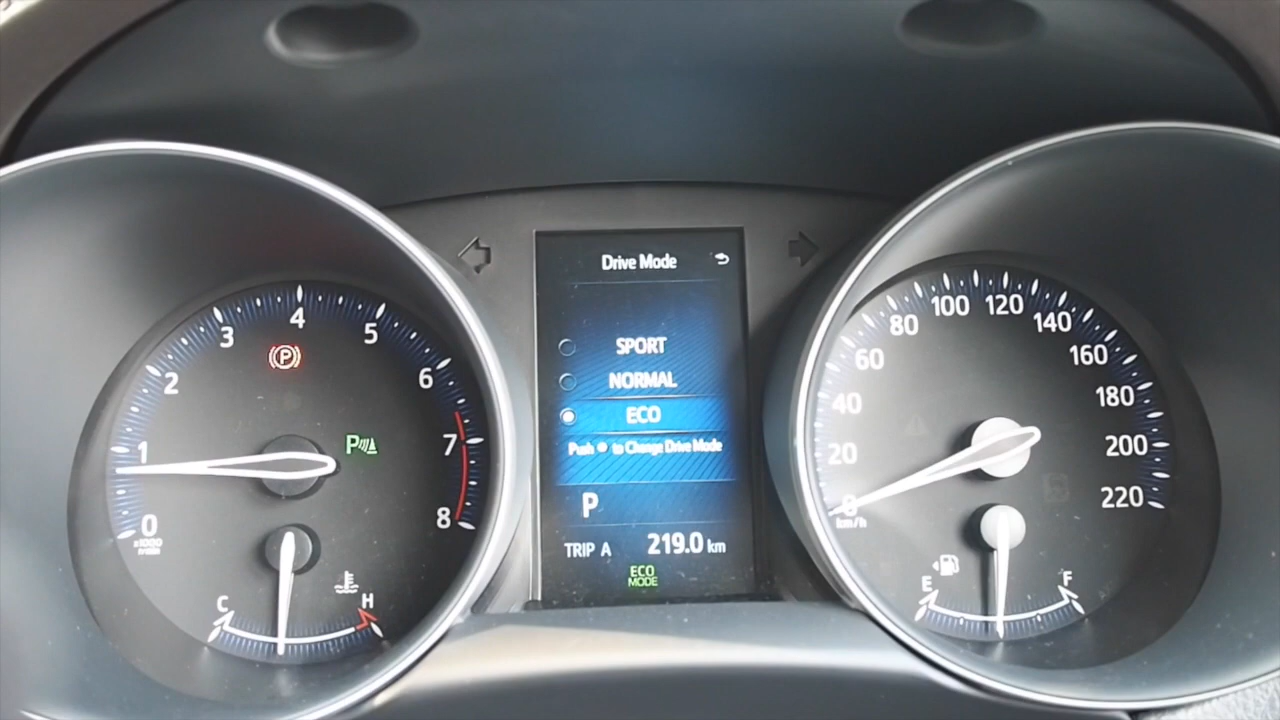 Drive Mode
SPORT
NORMAL
ECO
Push to Change Drive Mode
P
TRIP A 219.0 km
ECO
MODE
0
1
2
3
4
5
6
7
8
x1000
r/min
P
P
C
H
0
20
40
60
80
100
120
140
160
180
200
220
km/h
E
F